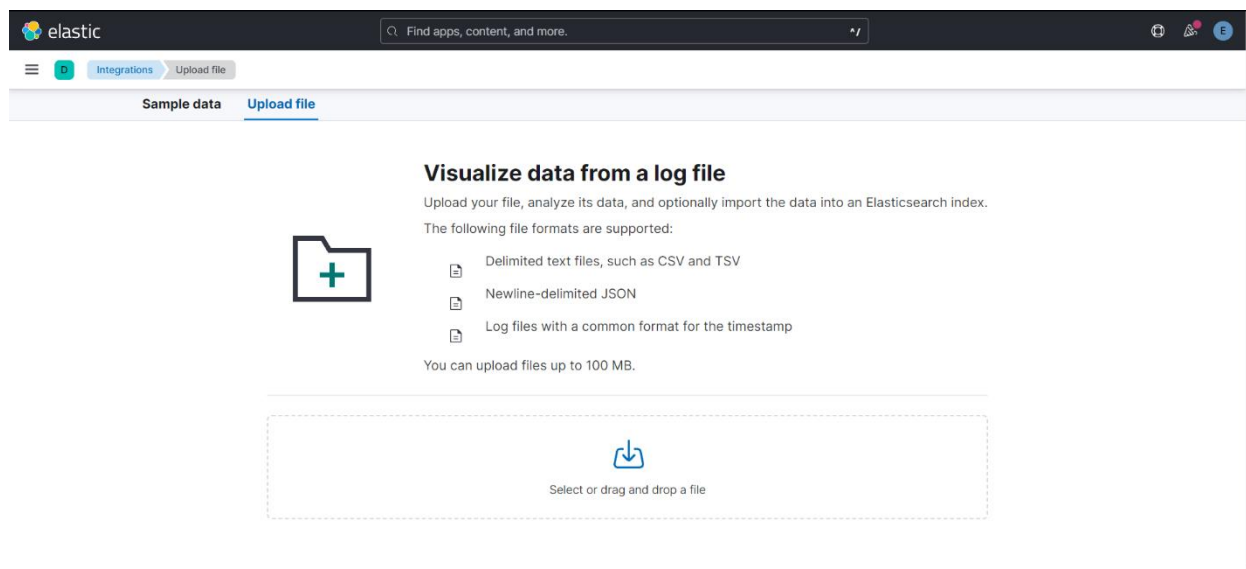 elastic
Find apps, content, and more.
^/
E
D
Integrations
Upload file
Sample data
Upload file
Visualize data from a log file
Upload your file, analyze its data, and optionally import the data into an Elasticsearch index.
The following file formats are supported:
Delimited text files, such as CSV and TSV
Newline-delimited JSON
Log files with a common format for the timestamp
You can upload files up to 100 MB.
Select or drag and drop a file